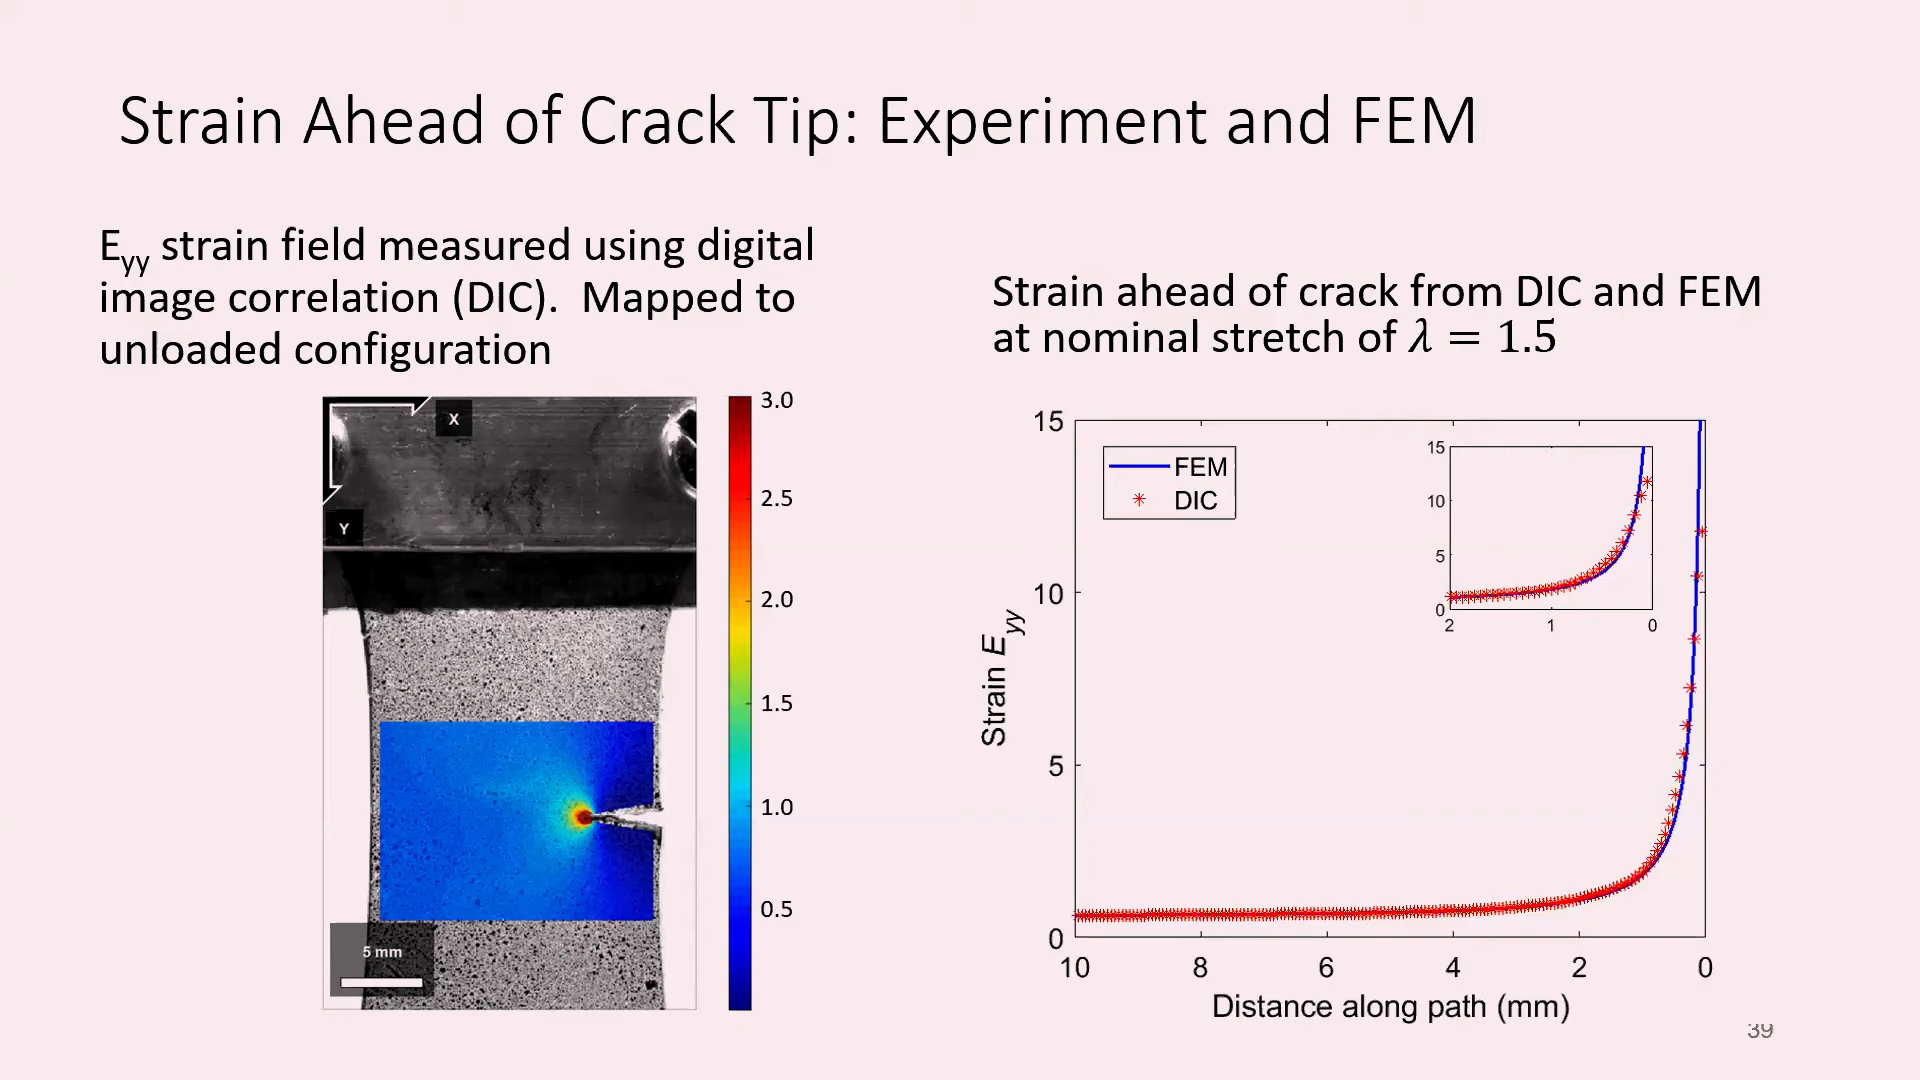 Strain Ahead of Crack Tip: Experiment and FEM
Eyy strain field measured using digital
image correlation (DIC).  Mapped to
unloaded configuration
Strain ahead of crack from DIC and FEM
at nominal stretch of λ = 1.5
X
Y
5 mm
3.0
2.5
2.0
1.5
1.0
0.5
15
10
5
0
Strain Eyy
FEM
DIC
15
10
5
0
2 1 0
10 8 6 4 2 0
Distance along path (mm)
39